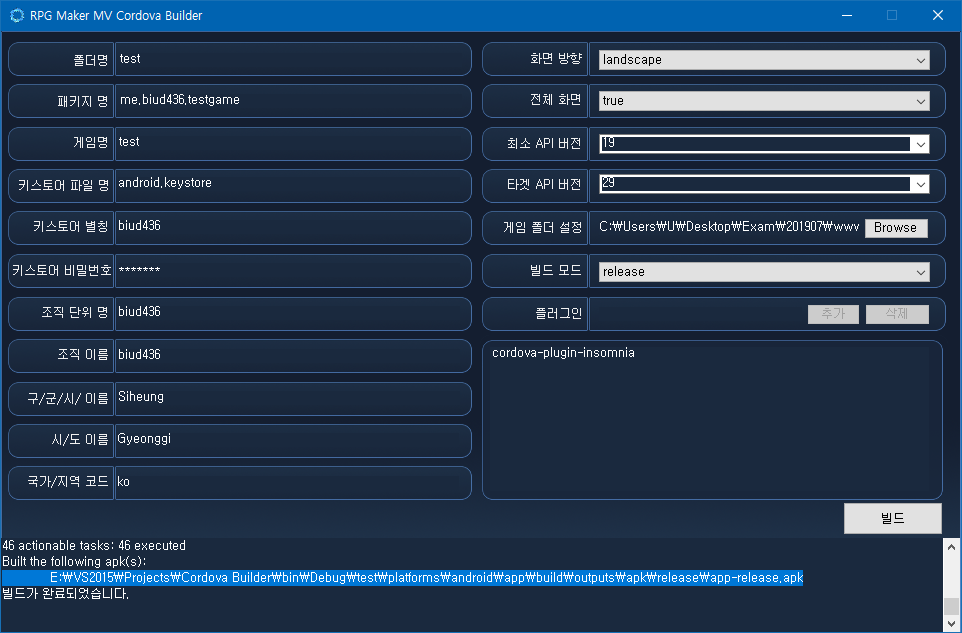 RPG Maker MV Cordova Builder
폴더명 test
패키지 명 me.biud436.testgame
게임명 test
키스토어 파일 명 android.keystore
키스토어 별칭 biud436
키스토어 비밀번호 *******
조직 단위 명 biud436
조직 이름 biud436
구/군/시/ 이름 Siheung
시/도 이름 Gyeonggi
국가/지역 코드 ko
화면 방향 landscape
전체 화면 true
최소 API 버전 19
타겟 API 버전 29
게임 폴더 설정 C:₩Users₩U₩Desktop₩Exam₩201907₩wwv Browse
빌드 모드 release
플러그인 추가 삭제
cordova-plugin-insomnia
빌드
46 actionable tasks: 46 executed
Built the following apk(s):
E:₩VS2015₩Projects₩Cordova Builder₩bin₩Debug₩test₩platforms₩android₩app₩build₩outputs₩apk₩release₩app-release.apk
빌드가 완료되었습니다.